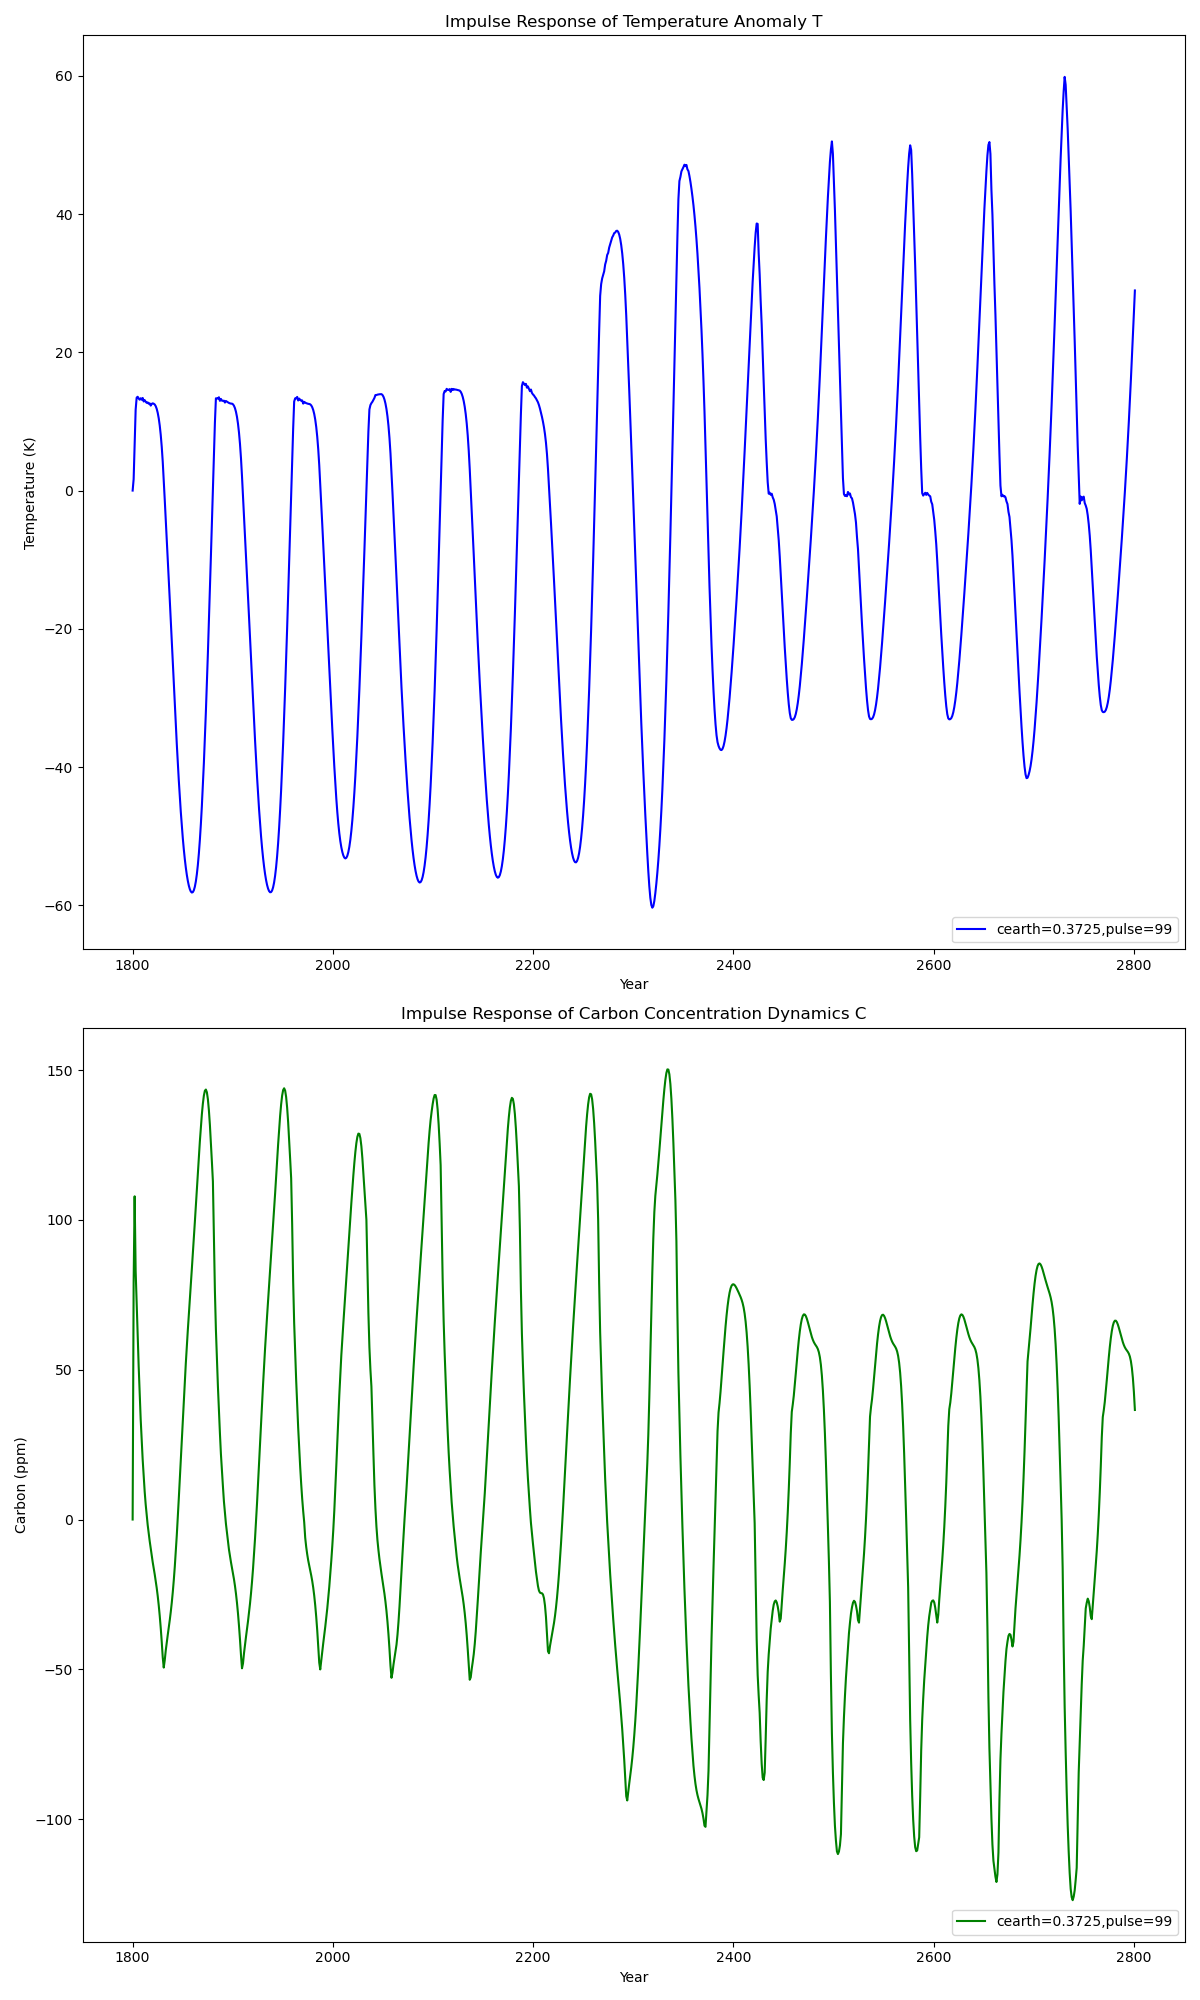 Impulse Response of Temperature Anomaly T
60
40
20
0
−20
−40
−60
Temperature (K)
cearth=0.3725,pulse=99
1800 2000 2200 2400 2600 2800
Year
Impulse Response of Carbon Concentration Dynamics C
150
100
50
0
−50
−100
Carbon (ppm)
cearth=0.3725,pulse=99
1800 2000 2200 2400 2600 2800
Year